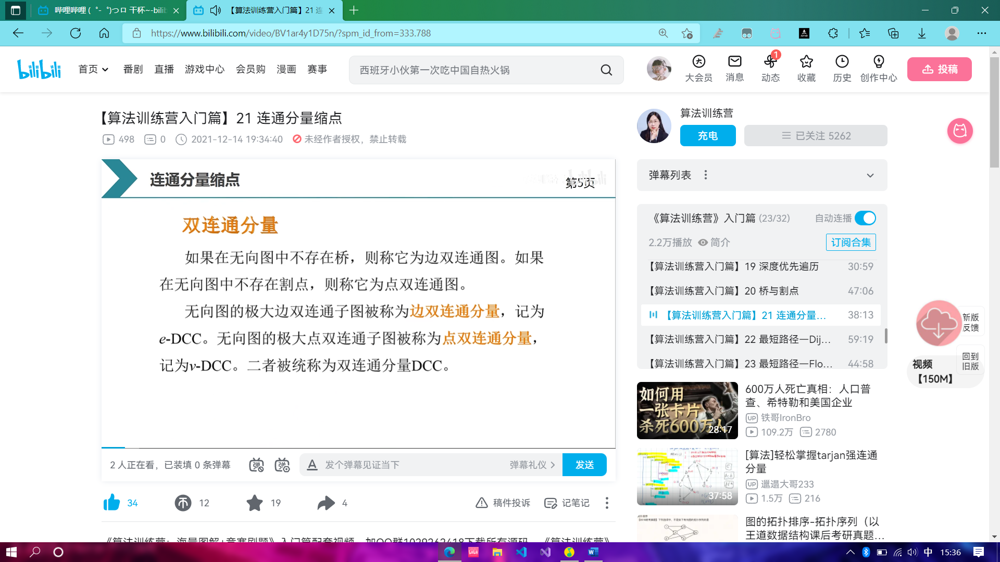 哔哩哔哩 (゜-゜)つロ 干杯~-bilib
【算法训练营入门篇】21 连
https://www.bilibili.com/video/BV1ar4y1D75n/?spm_id_from=333.788
bilibili
首页
番剧
直播
游戏中心
会员购
漫画
赛事
西班牙小伙第一次吃中国自热火锅
大会员
消息
1
动态
收藏
历史
创作中心
投稿
【算法训练营入门篇】21 连通分量缩点
498
0
2021-12-14 19:34:40
未经作者授权，禁止转载
算法训练营
充电
已关注 5262
连通分量缩点
第5页
bilibili
双连通分量
如果在无向图中不存在桥，则称它为边双连通图。如果
在无向图中不存在割点，则称它为点双连通图。
无向图的极大边双连通子图被称为边双连通分量，记为
e-DCC。无向图的极大点双连通子图被称为点双连通分量，
记为v-DCC。二者被统称为双连通分量DCC。
2 人正在看，已装填 0 条弹幕
发个弹幕见证当下
弹幕礼仪
发送
34
12
19
4
稿件投诉
记笔记
《算法训练营：海量图解+竞赛刷题》入门篇配套视频，加QQ群1029262418下载所有源码。《算法训练营》
弹幕列表
《算法训练营》入门篇 (23/32)
自动连播
2.2万播放
简介
订阅合集
【算法训练营入门篇】19 深度优先遍历 30:59
【算法训练营入门篇】20 桥与割点 47:06
【算法训练营入门篇】21 连通分量... 38:13
【算法训练营入门篇】22 最短路径—Dij... 59:19
【算法训练营入门篇】23 最短路径—Flo... 44:58
如何用
一张卡片
杀死600万人
28:17
600万人死亡真相：人口普
查、希特勒和美国企业
UP 铁哥IronBro
109.2万
2780
37:58
[算法]轻松掌握tarjan强连通
分量
UP 邋遢大哥233
1.5万
216
图的拓扑排序-拓扑序列（以
王道数据结构课后考研真题...
新版
反馈
回到
旧版
视频
【150M】
中
15:36